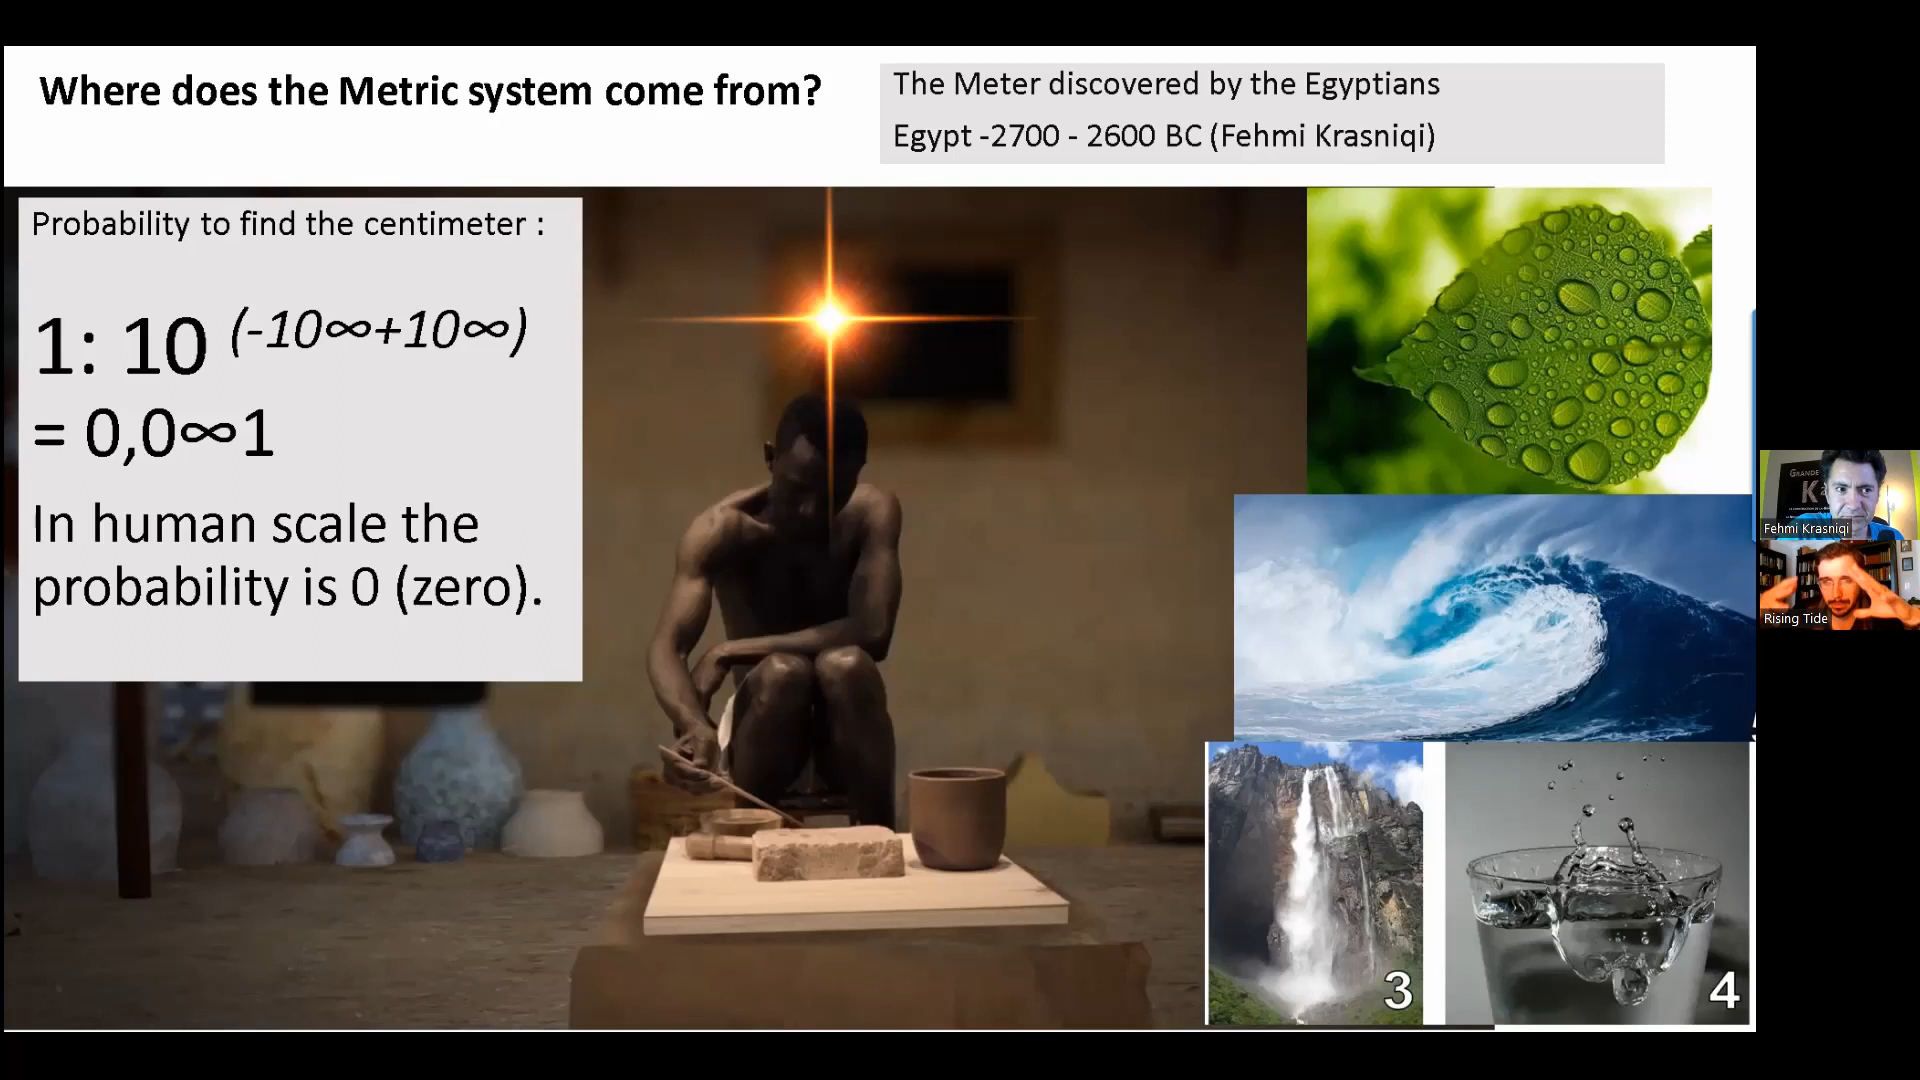 Where does the Metric system come from?
The Meter discovered by the Egyptians
Egypt -2700 - 2600 BC (Fehmi Krasniqi)
Probability to find the centimeter :
1: 10 (-10∞+10∞)
= 0,0∞1
In human scale the
probability is 0 (zero).
3
4
GRANDE
Fehmi Krasniqi
Rising Tide